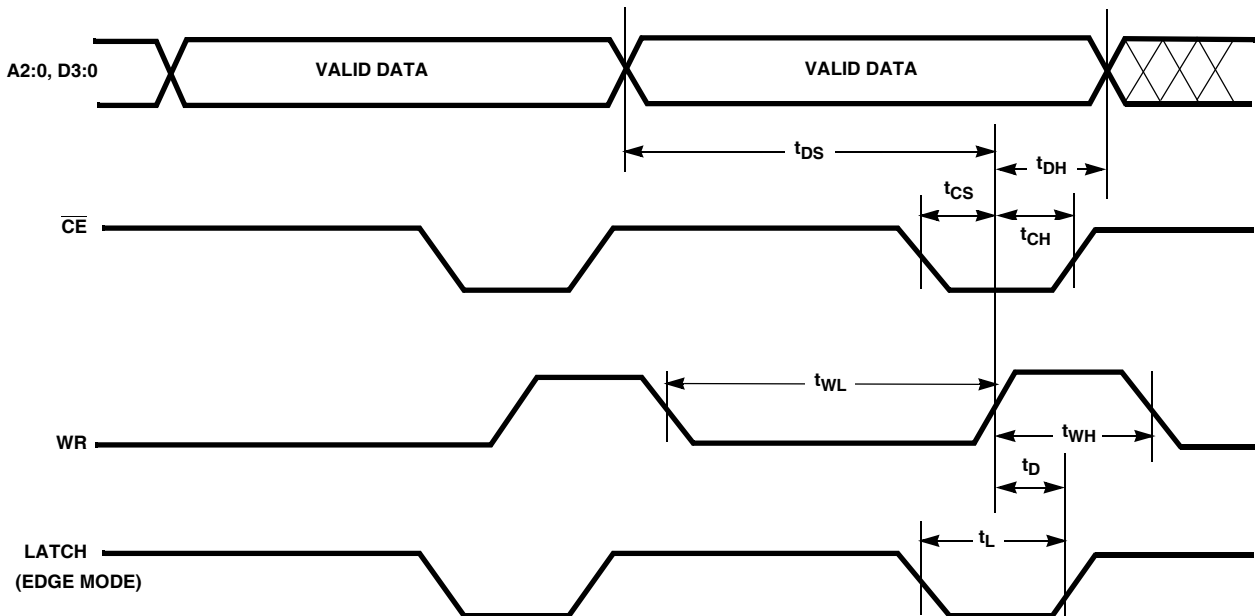 A2:0, D3:0
VALID DATA
VALID DATA
tDS
tDH
tCS
CE
tCH
tWL
WR
tWH
tD
LATCH
(EDGE MODE)
tL